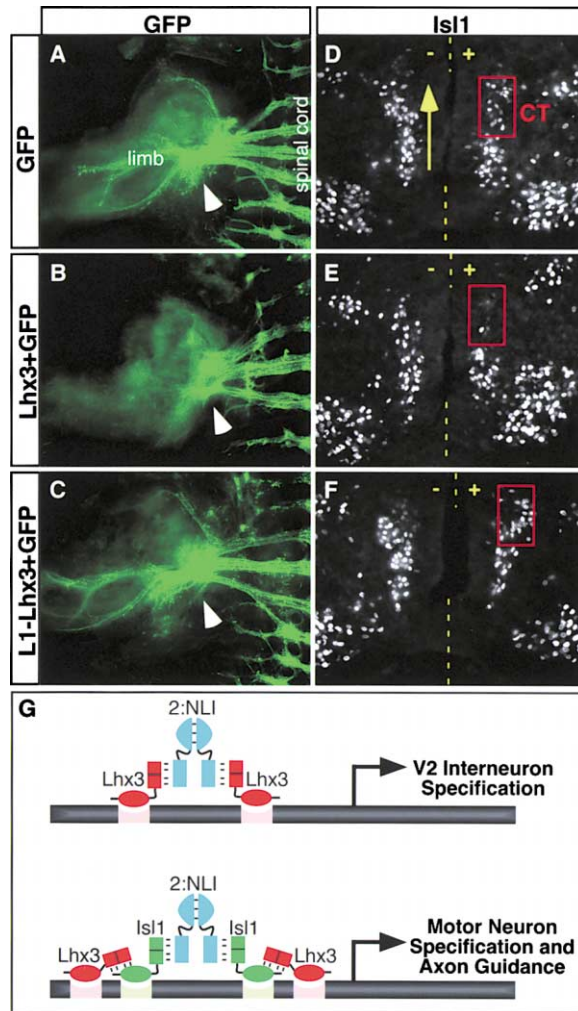 GFP
Isl1
GFP
A
limb
spinal cord
D
- +
CT
Lhx3+GFP
B
E
- +
L1-Lhx3+GFP
C
F
- +
G
2:NLI
Lhx3
Lhx3
V2 Interneuron
Specification
2:NLI
Isl1
Isl1
Lhx3
Lhx3
Motor Neuron
Specification and
Axon Guidance